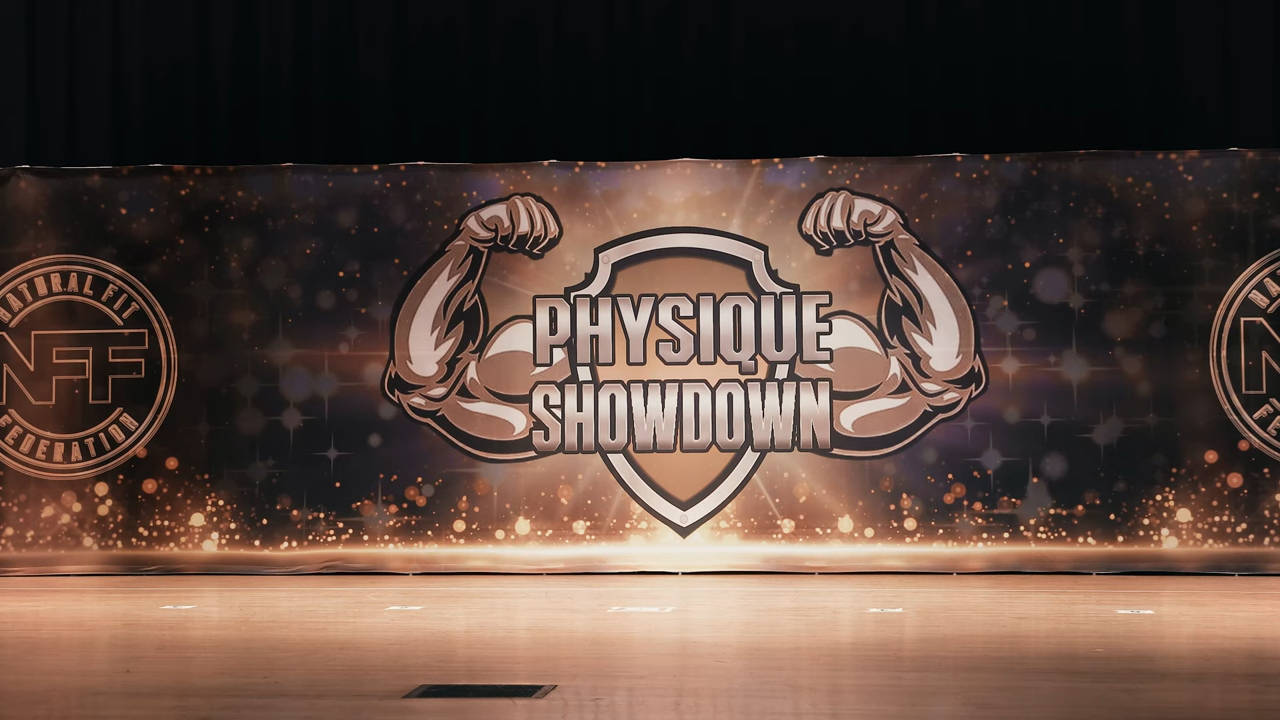 NATURAL FIT
NFF
FEDERATION
PHYSIQUE
SHOWDOWN